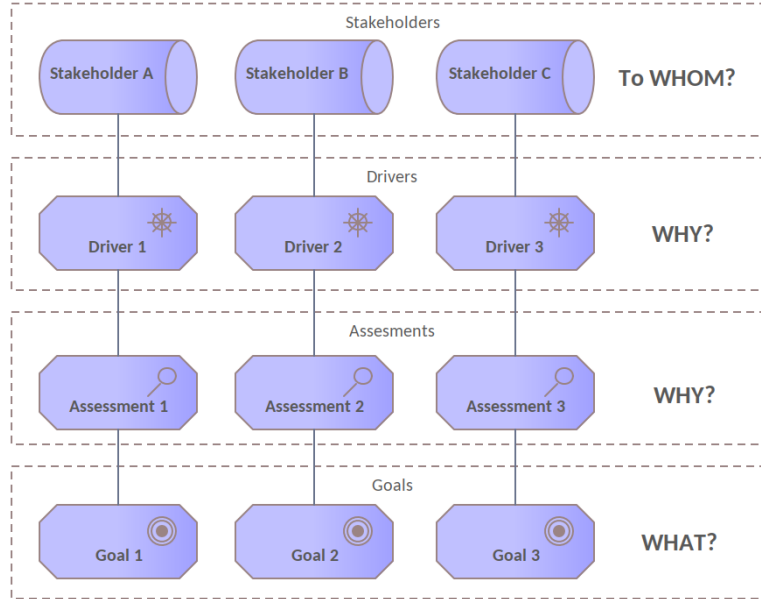 Stakeholders
Stakeholder A
Stakeholder B
Stakeholder C
To WHOM?
Drivers
Driver 1
Driver 2
Driver 3
WHY?
Assesments
Assessment 1
Assessment 2
Assessment 3
WHY?
Goals
Goal 1
Goal 2
Goal 3
WHAT?